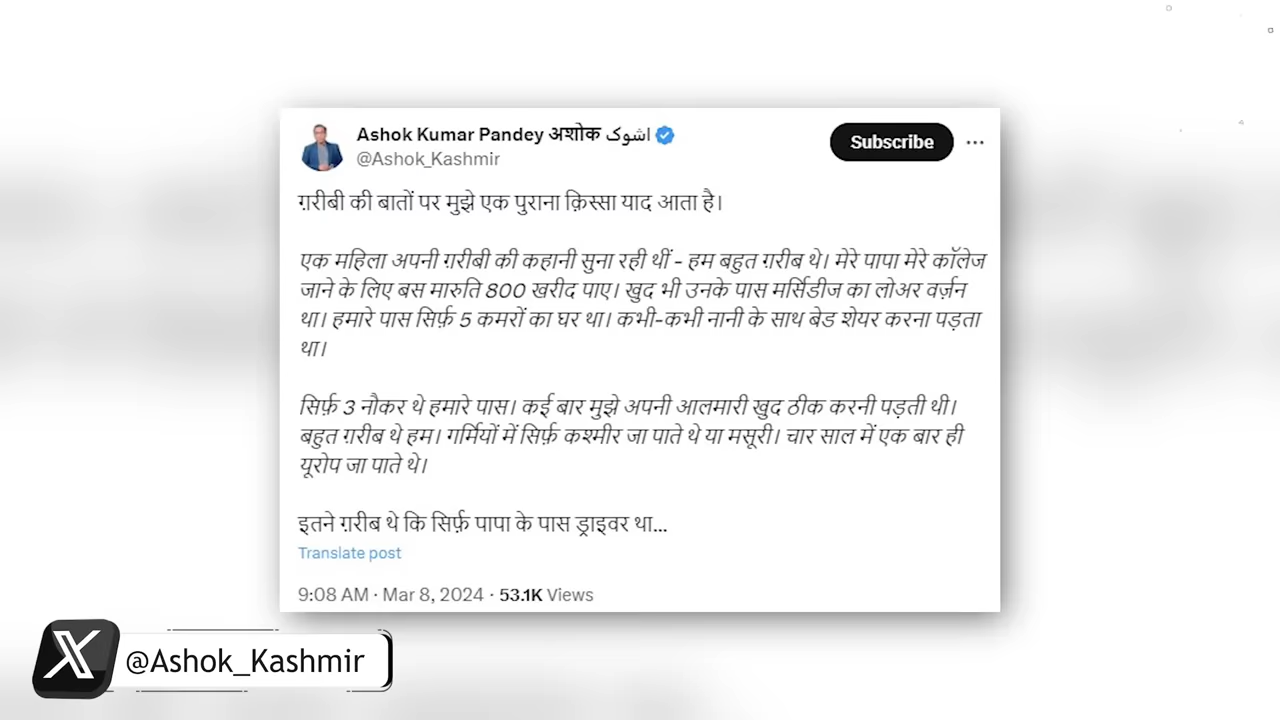 Ashok Kumar Pandey अशोक اشوک
@Ashok_Kashmir
Subscribe
ग़रीबी की बातों पर मुझे एक पुराना क़िस्सा याद आता है।
एक महिला अपनी ग़रीबी की कहानी सुना रही थीं - हम बहुत ग़रीब थे। मेरे पापा मेरे कॉलेज
जाने के लिए बस मारुति 800 खरीद पाए। खुद भी उनके पास मर्सिडीज का लोअर वर्ज़न
था। हमारे पास सिर्फ़ 5 कमरों का घर था। कभी-कभी नानी के साथ बेड शेयर करना पड़ता
था।
सिर्फ़ 3 नौकर थे हमारे पास। कई बार मुझे अपनी आलमारी खुद ठीक करनी पड़ती थी।
बहुत ग़रीब थे हम। गर्मियों में सिर्फ़ कश्मीर जा पाते थे या मसूरी। चार साल में एक बार ही
यूरोप जा पाते थे।
इतने ग़रीब थे कि सिर्फ़ पापा के पास ड्राइवर था...
Translate post
9:08 AM · Mar 8, 2024 · 53.1K Views
@Ashok_Kashmir